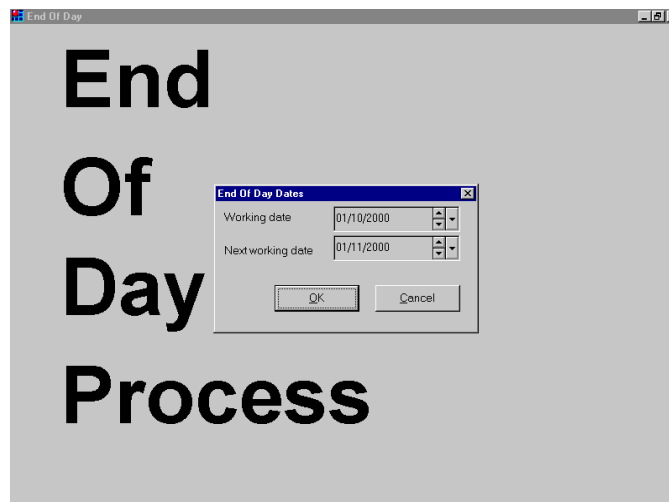 End Of Day
End
Of
Day
Process
End Of Day Dates
Working date 01/10/2000
Next working date 01/11/2000
OK Cancel